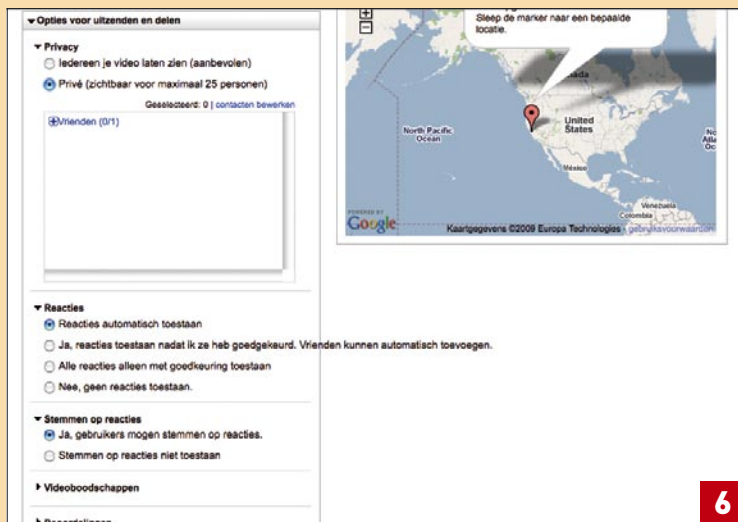 Opties voor uitzenden en delen
Privacy
Iedereen je video laten zien (aanbevolen)
Privé (zichtbaar voor maximaal 25 personen)
Geselecteerd: 0 | contacten bewerken
Vrienden (0/1)
Reacties
Reacties automatisch toestaan
Ja, reacties toestaan nadat ik ze heb goedgekeurd. Vrienden kunnen automatisch toevoegen.
Alle reacties alleen met goedkeuring toestaan
Nee, geen reacties toestaan.
Stemmen op reacties
Ja, gebruikers mogen stemmen op reacties.
Stemmen op reacties niet toestaan
Videoboodschappen
Sleep de marker naar een bepaalde
locatie.
North Pacific
Ocean
United
States
México
Venezuela
Colombia
POWERED BY
Google
Kaartgegevens ©2009 Europa Technologies - gebruiksvoorwaarden
6